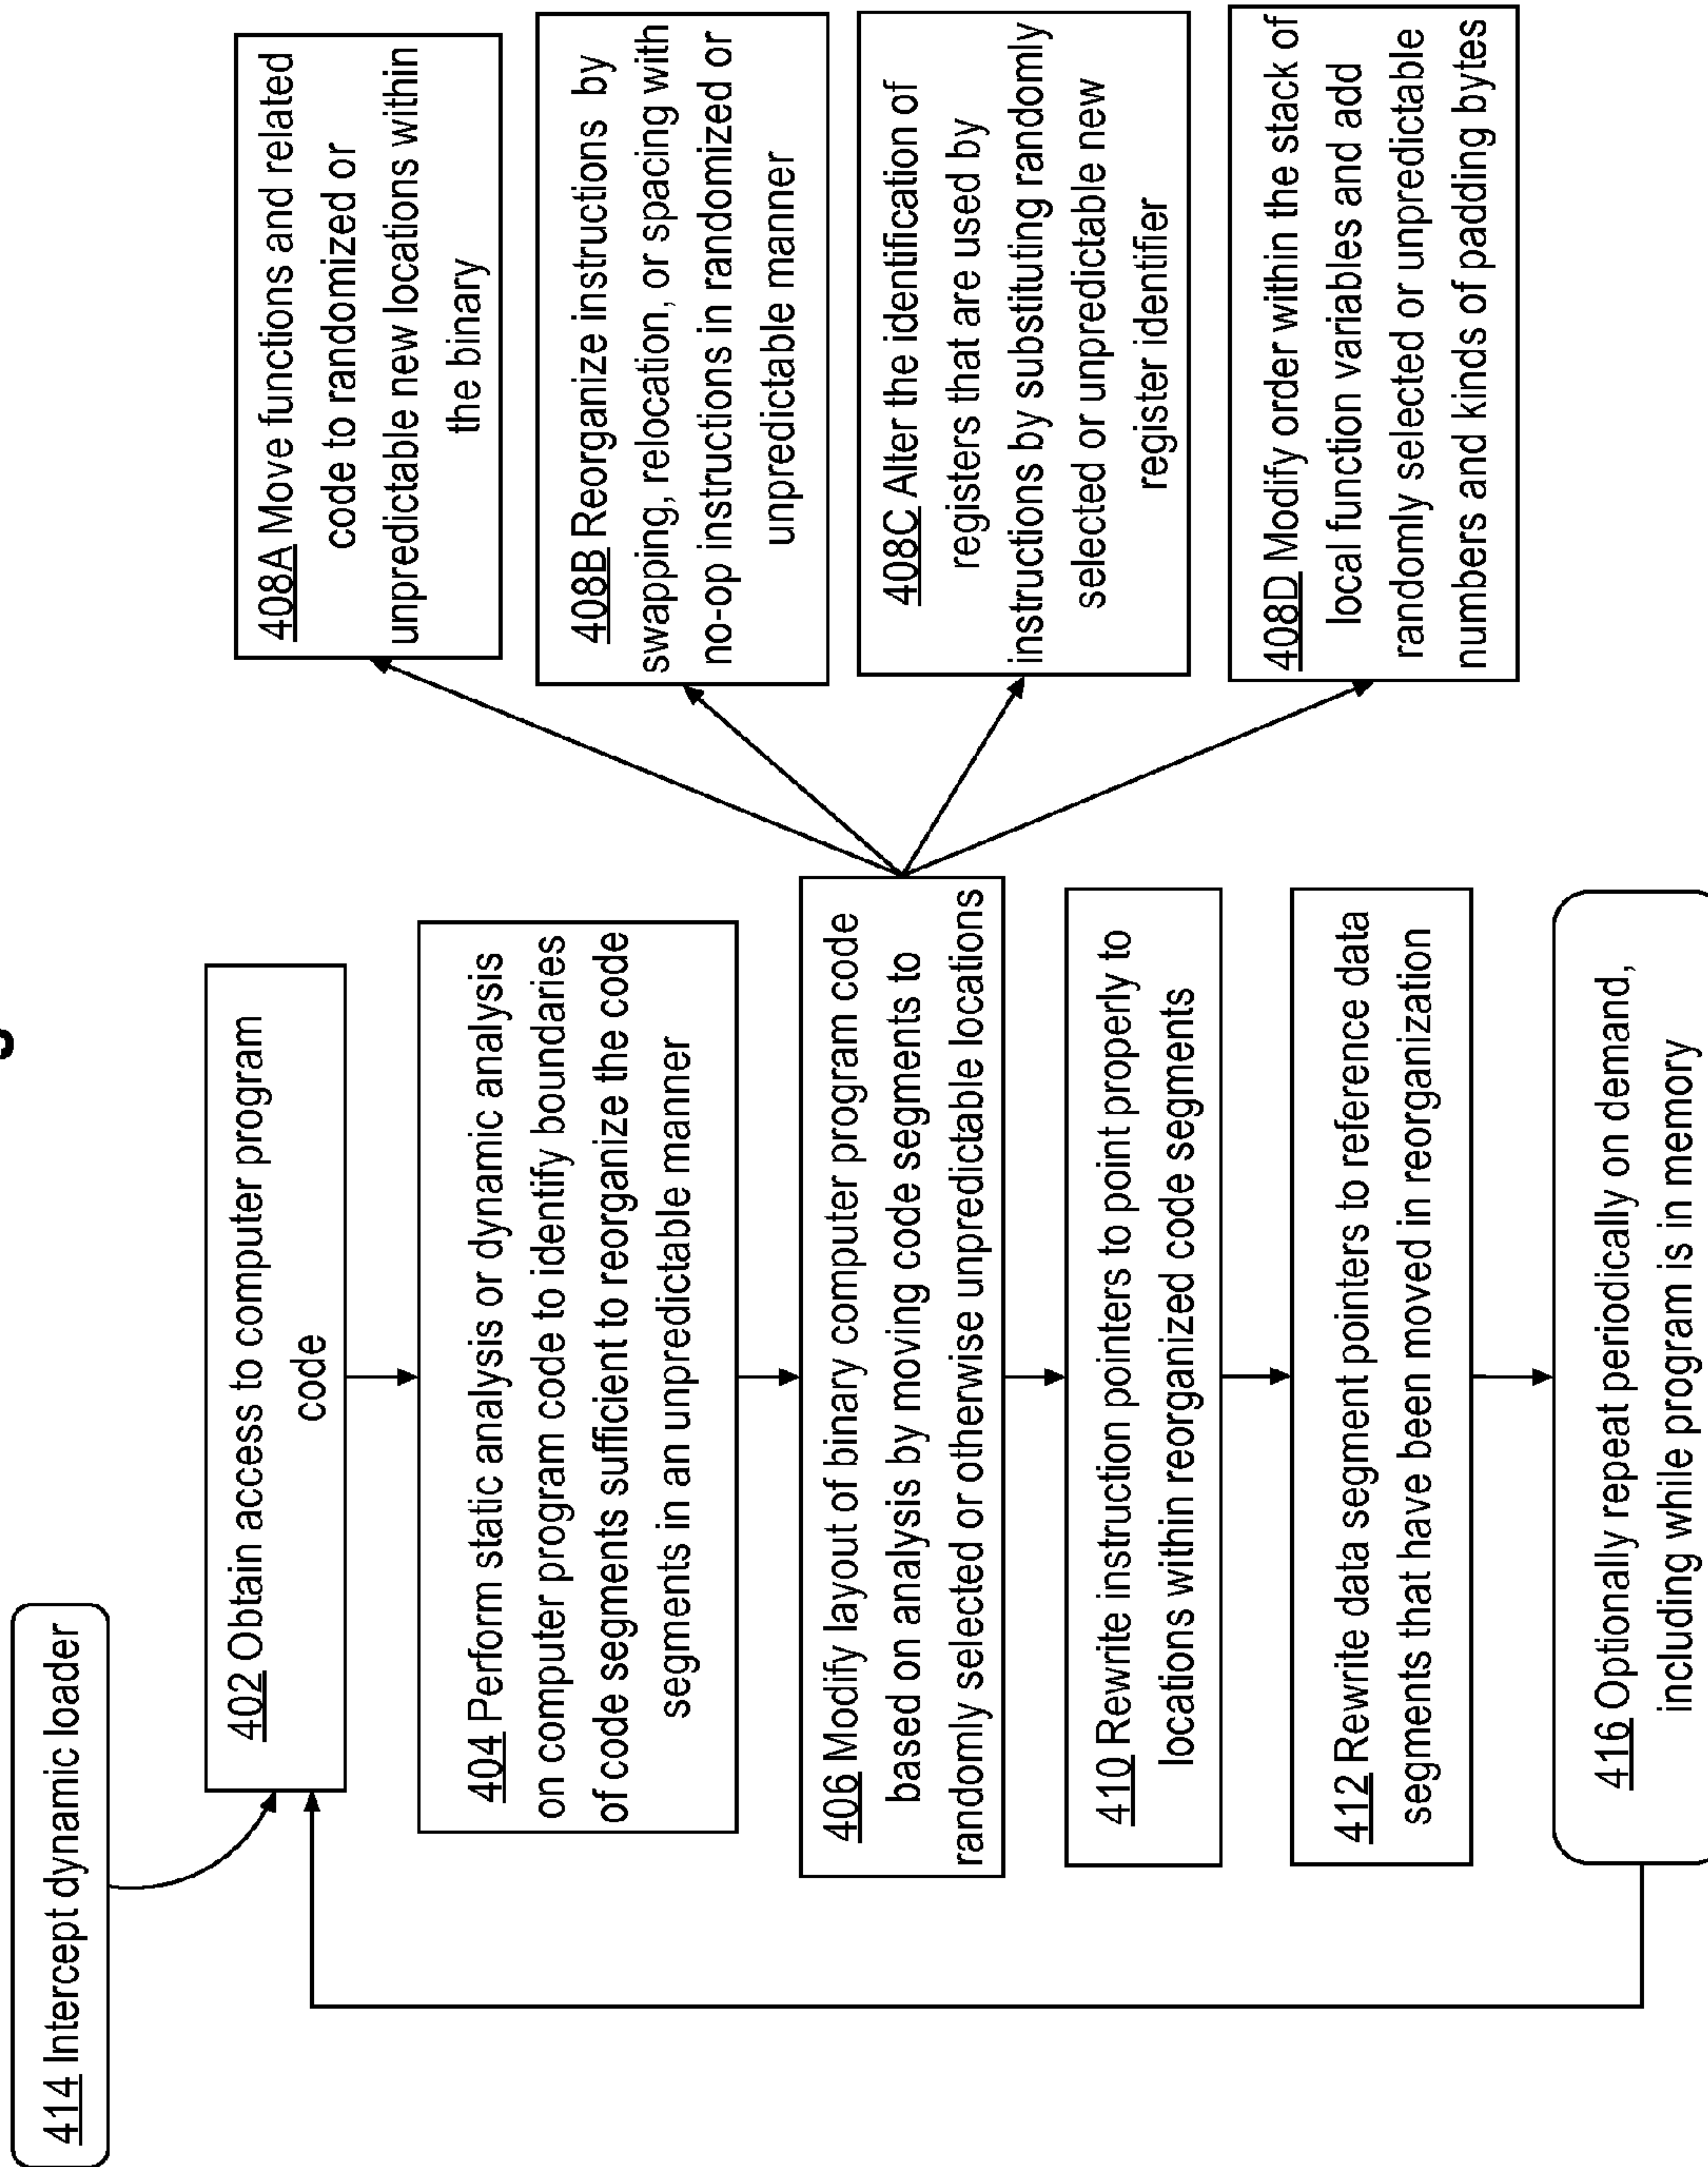 414 Intercept dynamic loader
402 Obtain access to computer program
code
404 Perform static analysis or dynamic analysis
on computer program code to identify boundaries
of code segments sufficient to reorganize the code
segments in an unpredictable manner
406 Modify layout of binary computer program code
based on analysis by moving code segments to
randomly selected or otherwise unpredictable locations
408A Move functions and related
code to randomized or
unpredictable new locations within
the binary
408B Reorganize instructions by
swapping, relocation, or spacing with
no-op instructions in randomized or
unpredictable manner
408C Alter the identification of
registers that are used by
instructions by substituting randomly
selected or unpredictable new
register identifier
408D Modify order within the stack of
local function variables and add
randomly selected or unpredictable
numbers and kinds of padding bytes
410 Rewrite instruction pointers to point properly to
locations within reorganized code segments
412 Rewrite data segment pointers to reference data
segments that have been moved in reorganization
416 Optionally repeat periodically on demand,
including while program is in memory